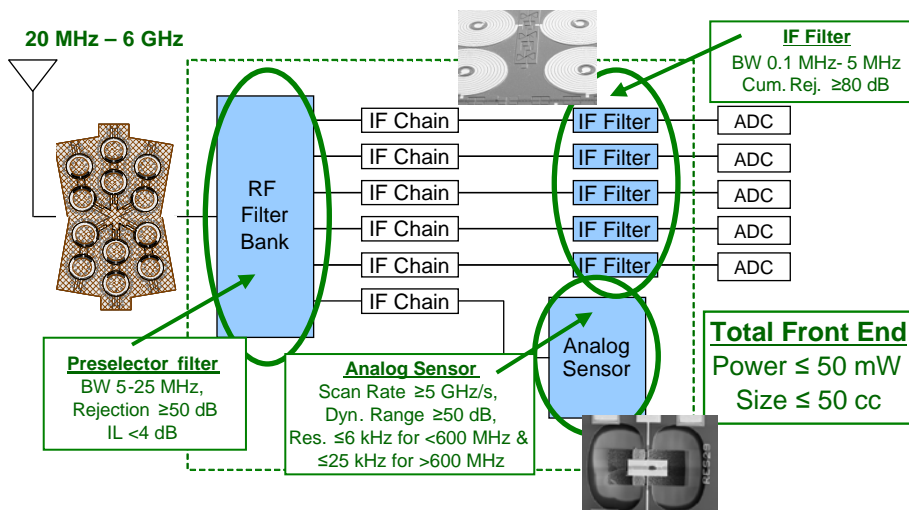 20 MHz – 6 GHz
IF Filter
BW 0.1 MHz- 5 MHz
Cum. Rej. ≥80 dB
RF
Filter
Bank
IF Chain
IF Filter
ADC
IF Chain
IF Filter
ADC
IF Chain
IF Filter
ADC
IF Chain
IF Filter
ADC
IF Chain
IF Filter
ADC
IF Chain
Analog
Sensor
Preselector filter
BW 5-25 MHz,
Rejection ≥50 dB
IL <4 dB
Analog Sensor
Scan Rate ≥5 GHz/s,
Dyn. Range ≥50 dB,
Res. ≤6 kHz for <600 MHz &
≤25 kHz for >600 MHz
Total Front End
Power ≤ 50 mW
Size ≤ 50 cc